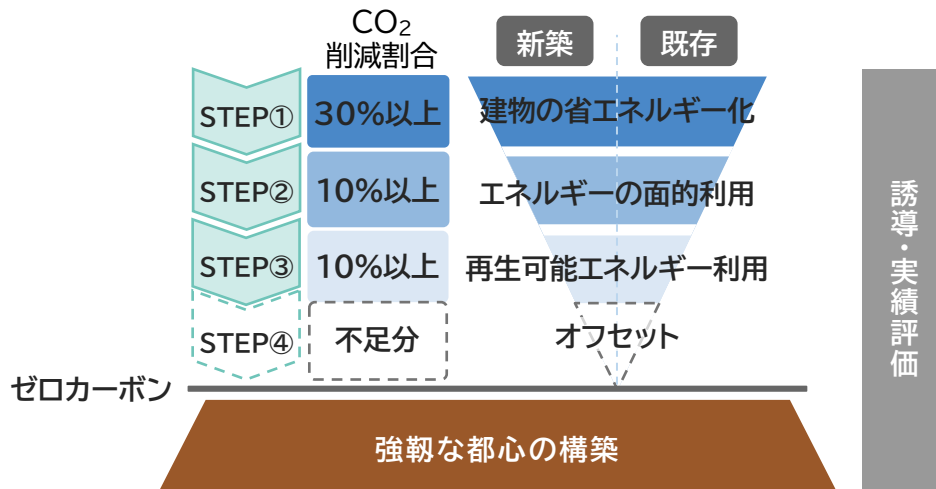 CO₂
削減割合
新築
既存
STEP①
30%以上
建物の省エネルギー化
STEP②
10%以上
エネルギーの面的利用
STEP③
10%以上
再生可能エネルギー利用
STEP④
不足分
オフセット
ゼロカーボン
強靭な都心の構築
誘導・実績評価